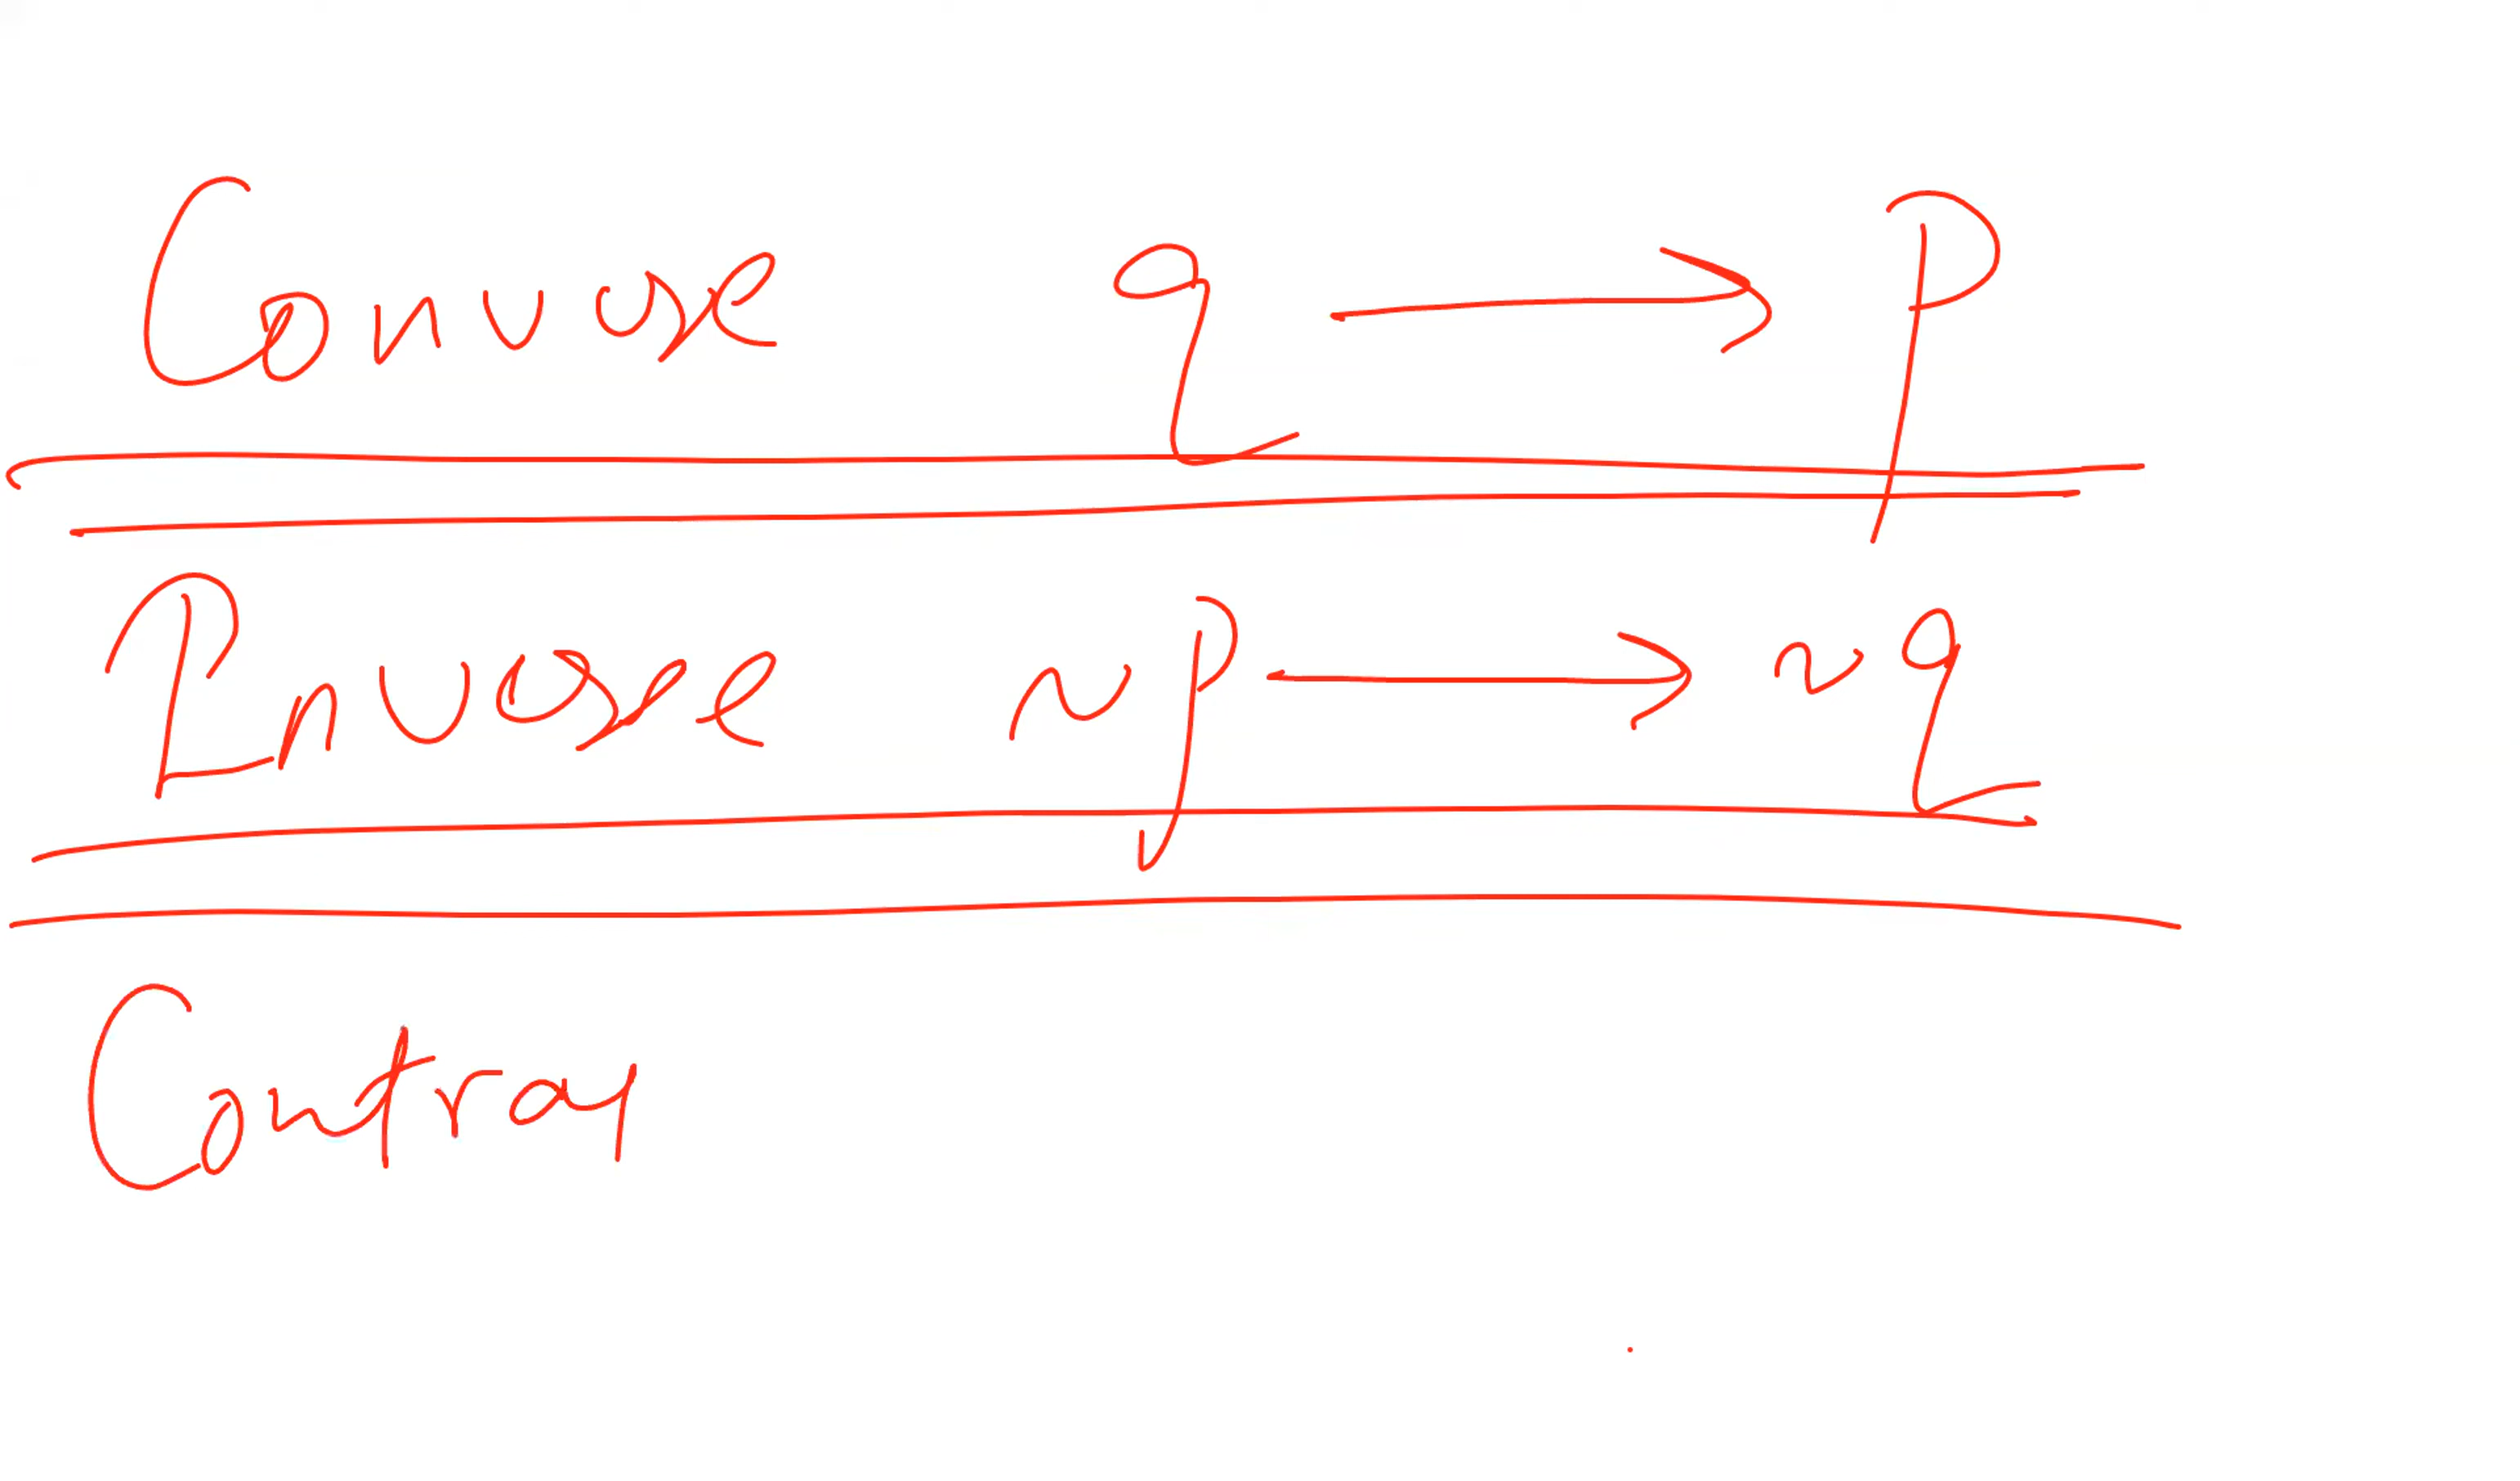 Converse q → p
Inverse ~p → ~q
Contra